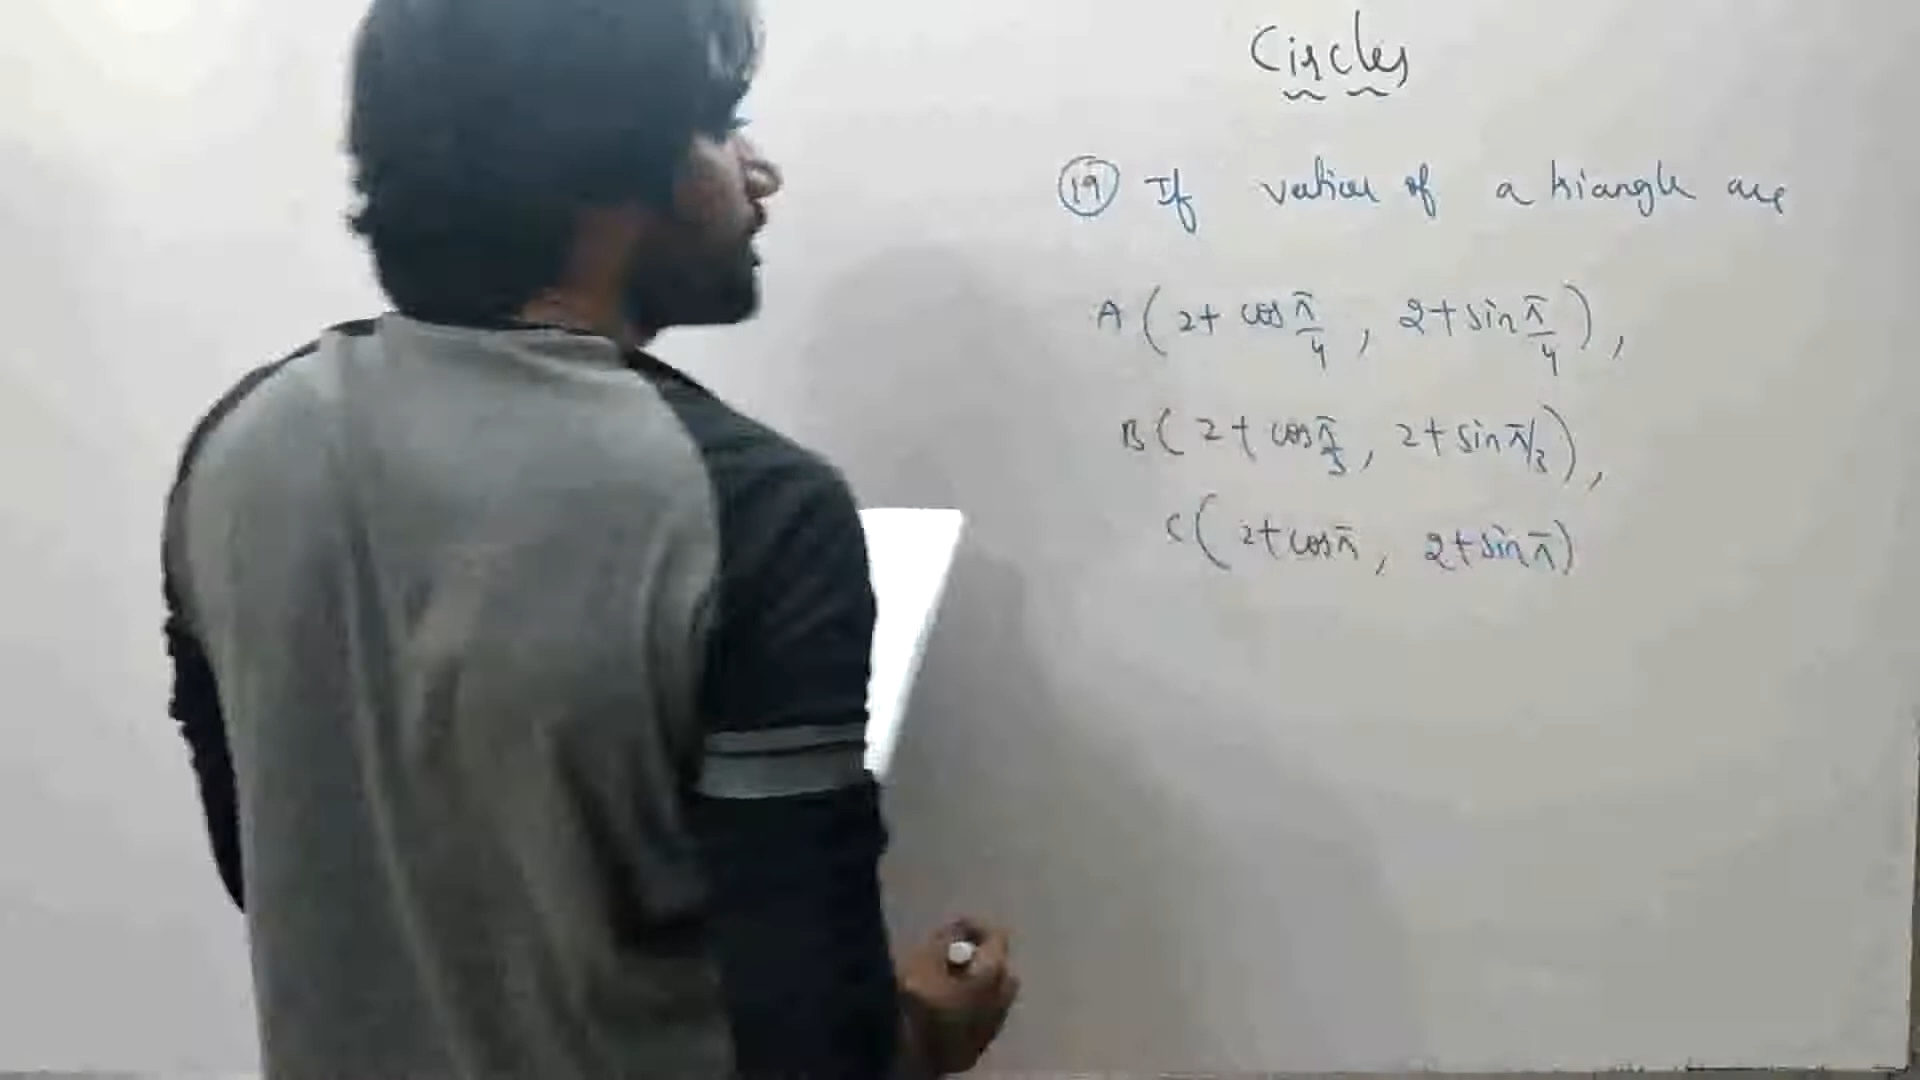 Circles
19 If vertices of a triangle are
A ( 2+ cos π/4 , 2+ sin π/4 ) ,
B ( 2+ cos π/3 , 2+ sin π/3 ) ,
C ( 2+ cos π , 2+ sin π )